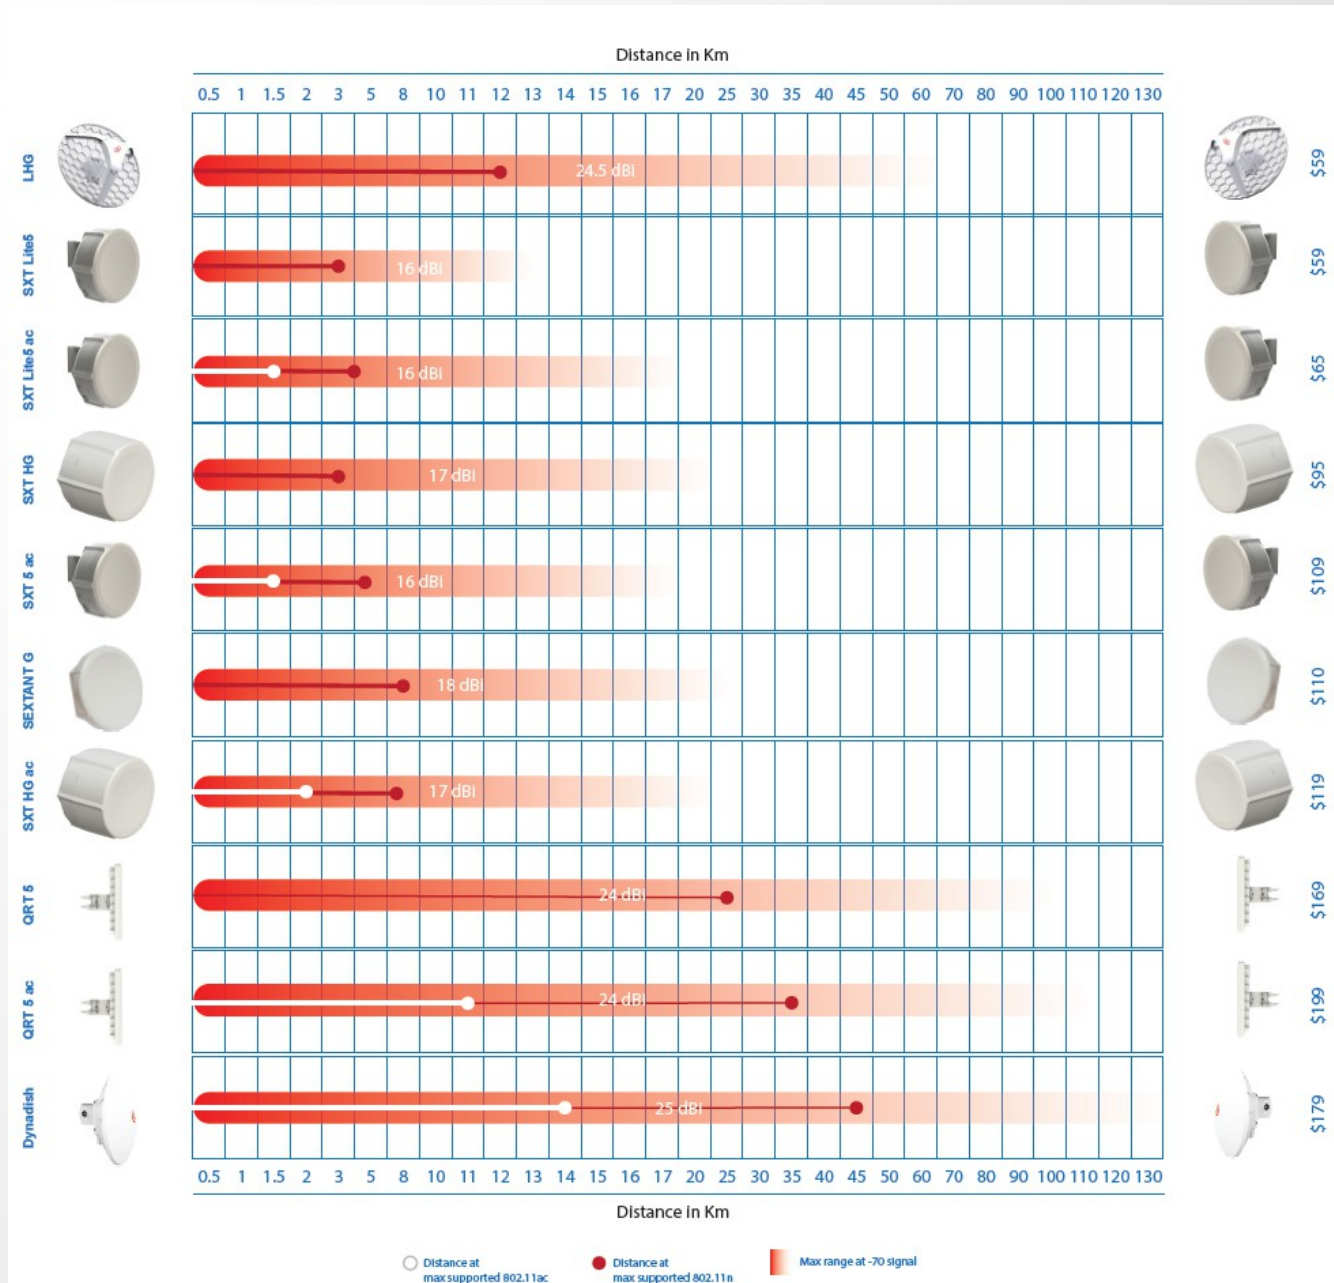 Distance in Km
0.5 1 1.5 2 3 5 8 10 11 12 13 14 15 16 17 20 25 30 35 40 45 50 60 70 80 90 100 110 120 130
LHG 24.5 dBi $59
SXT Lite5 16 dBi $59
SXT Lite5 ac 16 dBi $65
SXT HG 17 dBi $95
SXT 5 ac 16 dBi $109
SEXTANT G 18 dBi $110
SXT HG ac 17 dBi $119
QRT 5 24 dBi $169
QRT 5 ac 24 dBi $199
Dynadish 25 dBi $179
0.5 1 1.5 2 3 5 8 10 11 12 13 14 15 16 17 20 25 30 35 40 45 50 60 70 80 90 100 110 120 130
Distance in Km
Distance at
max supported 802.11ac
Distance at
max supported 802.11n
Max range at -70 signal